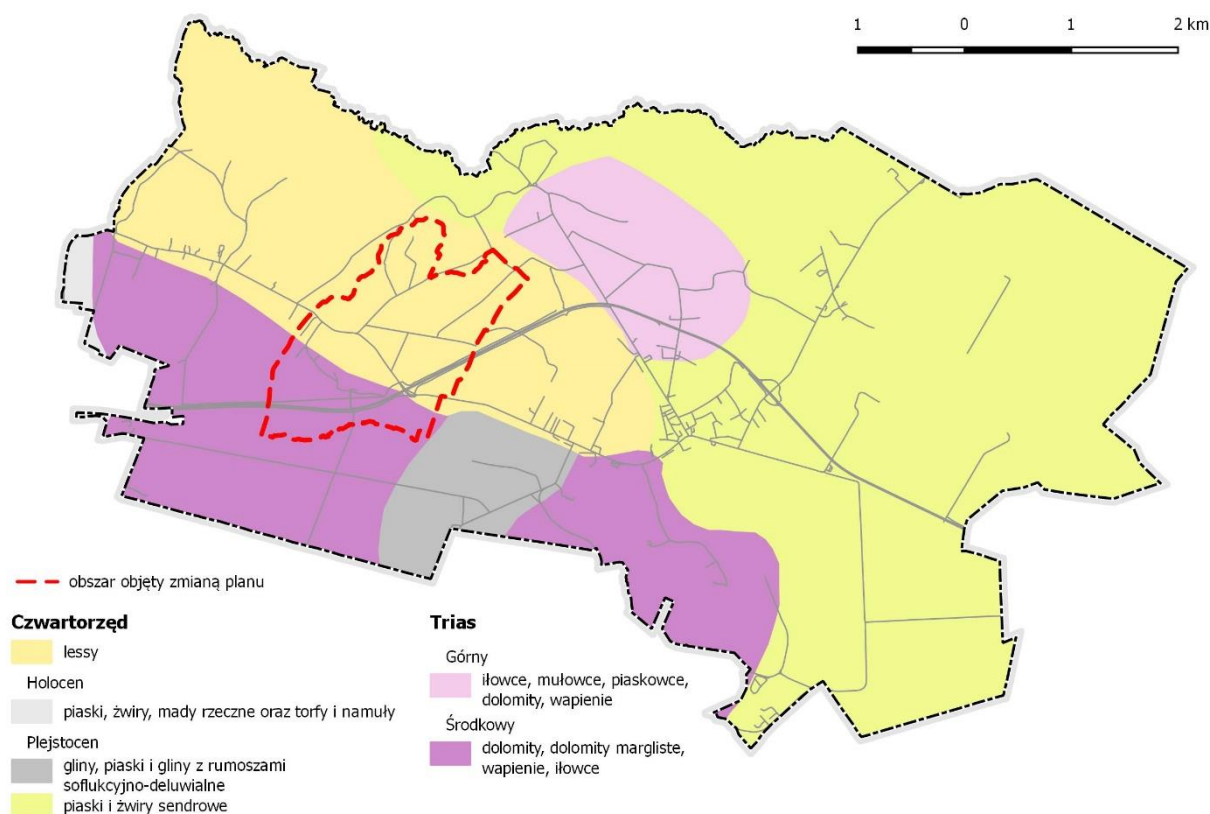 1 0 1 2 km
obszar objęty zmianą planu
Czwartorzęd
lessy
Holocen
piaski, żwiry, mady rzeczne oraz torfy i namuły
Plejstocen
gliny, piaski i gliny z rumoszami
soflukcyjno-deluwialne
piaski i żwiry sendrowe
Trias
Górny
iłowce, mułowce, piaskowce,
dolomity, wapienie
Środkowy
dolomity, dolomity margliste,
wapienie, iłowce